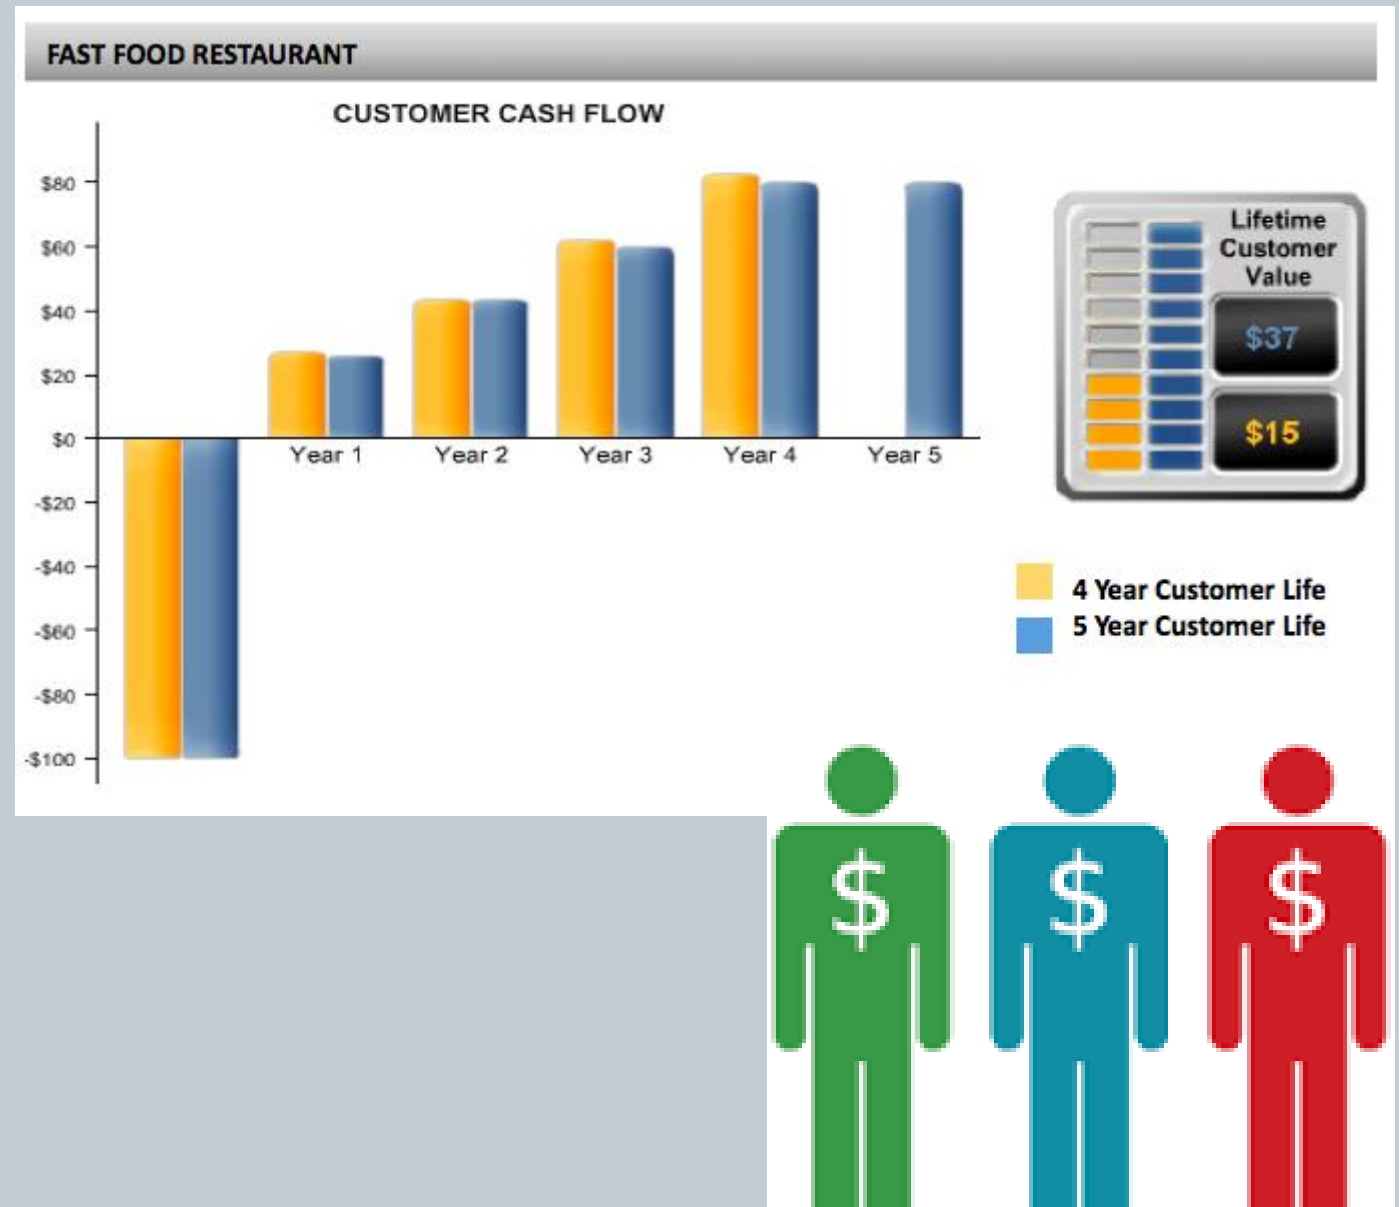 FAST FOOD RESTAURANT
CUSTOMER CASH FLOW
$80
$60
$40
$20
$0
-$20
-$40
-$60
-$80
-$100
Year 1
Year 2
Year 3
Year 4
Year 5
Lifetime
Customer
Value
$37
$15
4 Year Customer Life
5 Year Customer Life
$
$
$